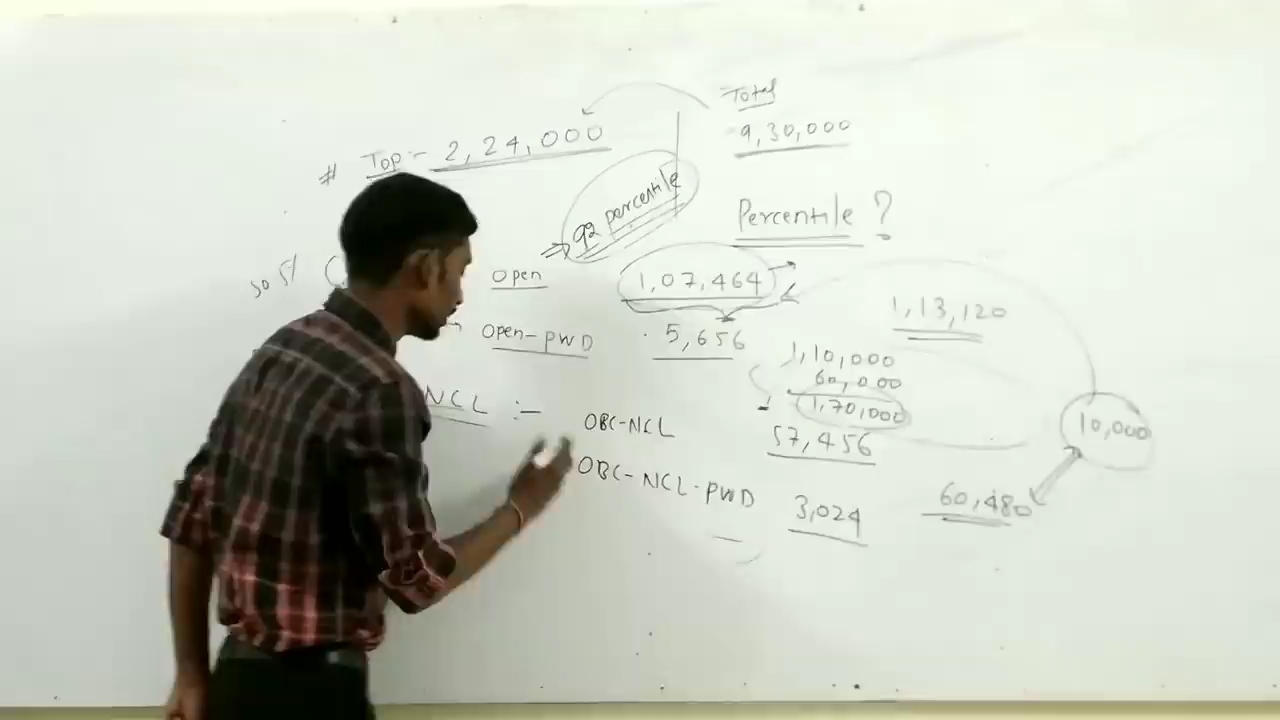 Total
9,30,000
# Top :- 2,24,000
92 percentile
Percentile ?
Open 1,07,464
1,13,120
Open-PWD 5,656
1,10,000
60,000
1,70,000
NCL :-
OBC-NCL 57,456
10,000
OBC-NCL-PWD 3,024
60,480